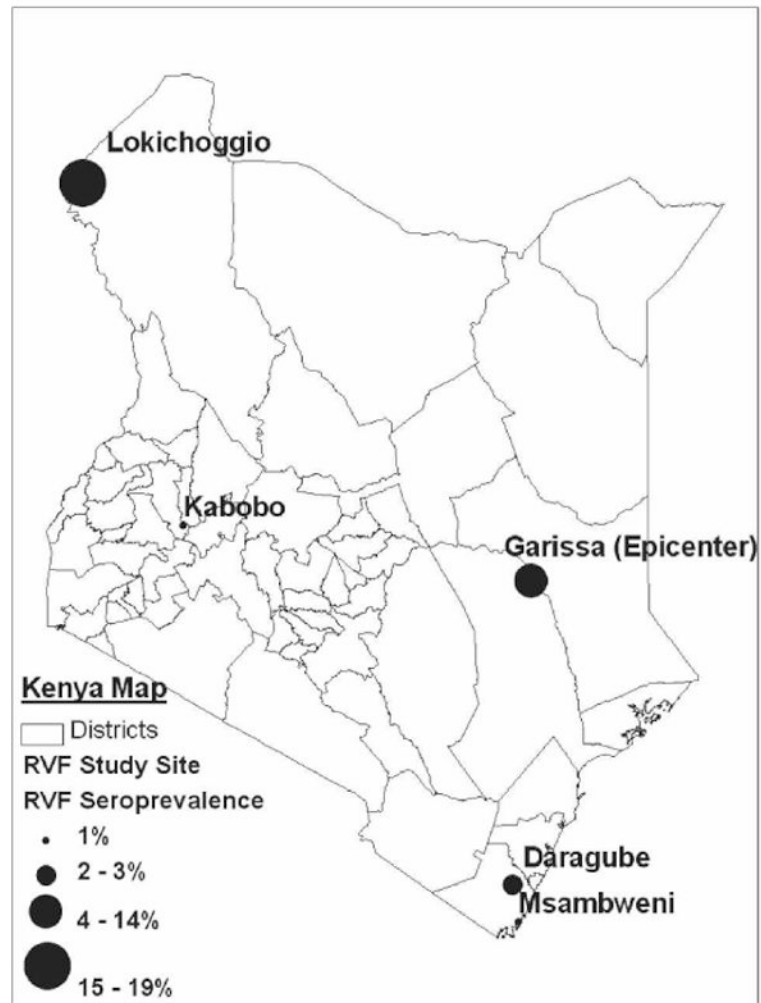 Lokichoggio
Kabobo
Garissa (Epicenter)
Kenya Map
Districts
RVF Study Site
RVF Seroprevalence
1%
2 - 3%
4 - 14%
15 - 19%
Daragube
Msambweni